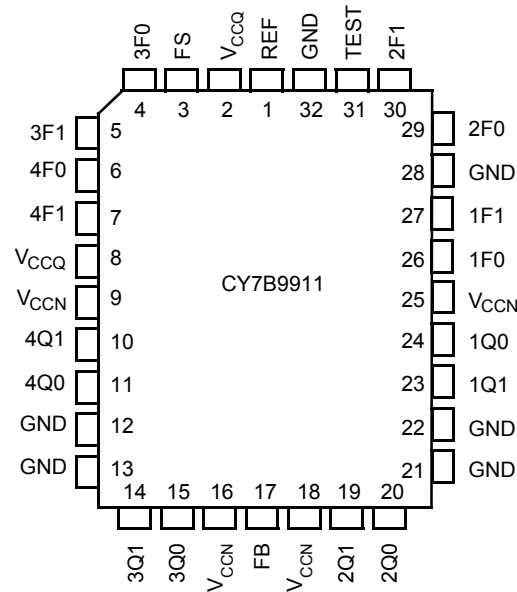 3F0 FS VCCQ REF GND TEST 2F1
4 3 2 1 32 31 30
3F1 5 29 2F0
4F0 6 28 GND
4F1 7 27 1F1
VCCQ 8 26 1F0
CY7B9911
VCCN 9 25 VCCN
4Q1 10 24 1Q0
4Q0 11 23 1Q1
GND 12 22 GND
GND 13 21 GND
14 15 16 17 18 19 20
3Q1 3Q0 VCCN FB VCCN 2Q1 2Q0